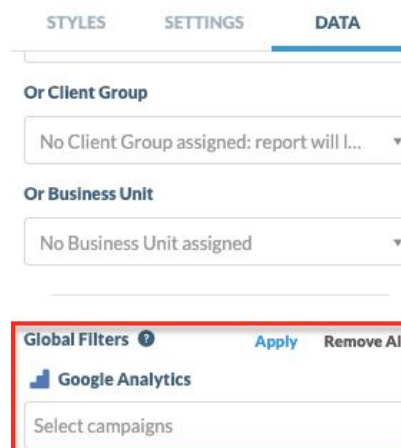 STYLES SETTINGS DATA
Or Client Group
No Client Group assigned: report will l...
Or Business Unit
No Business Unit assigned
Global Filters ? Apply Remove Al
Google Analytics
Select campaigns